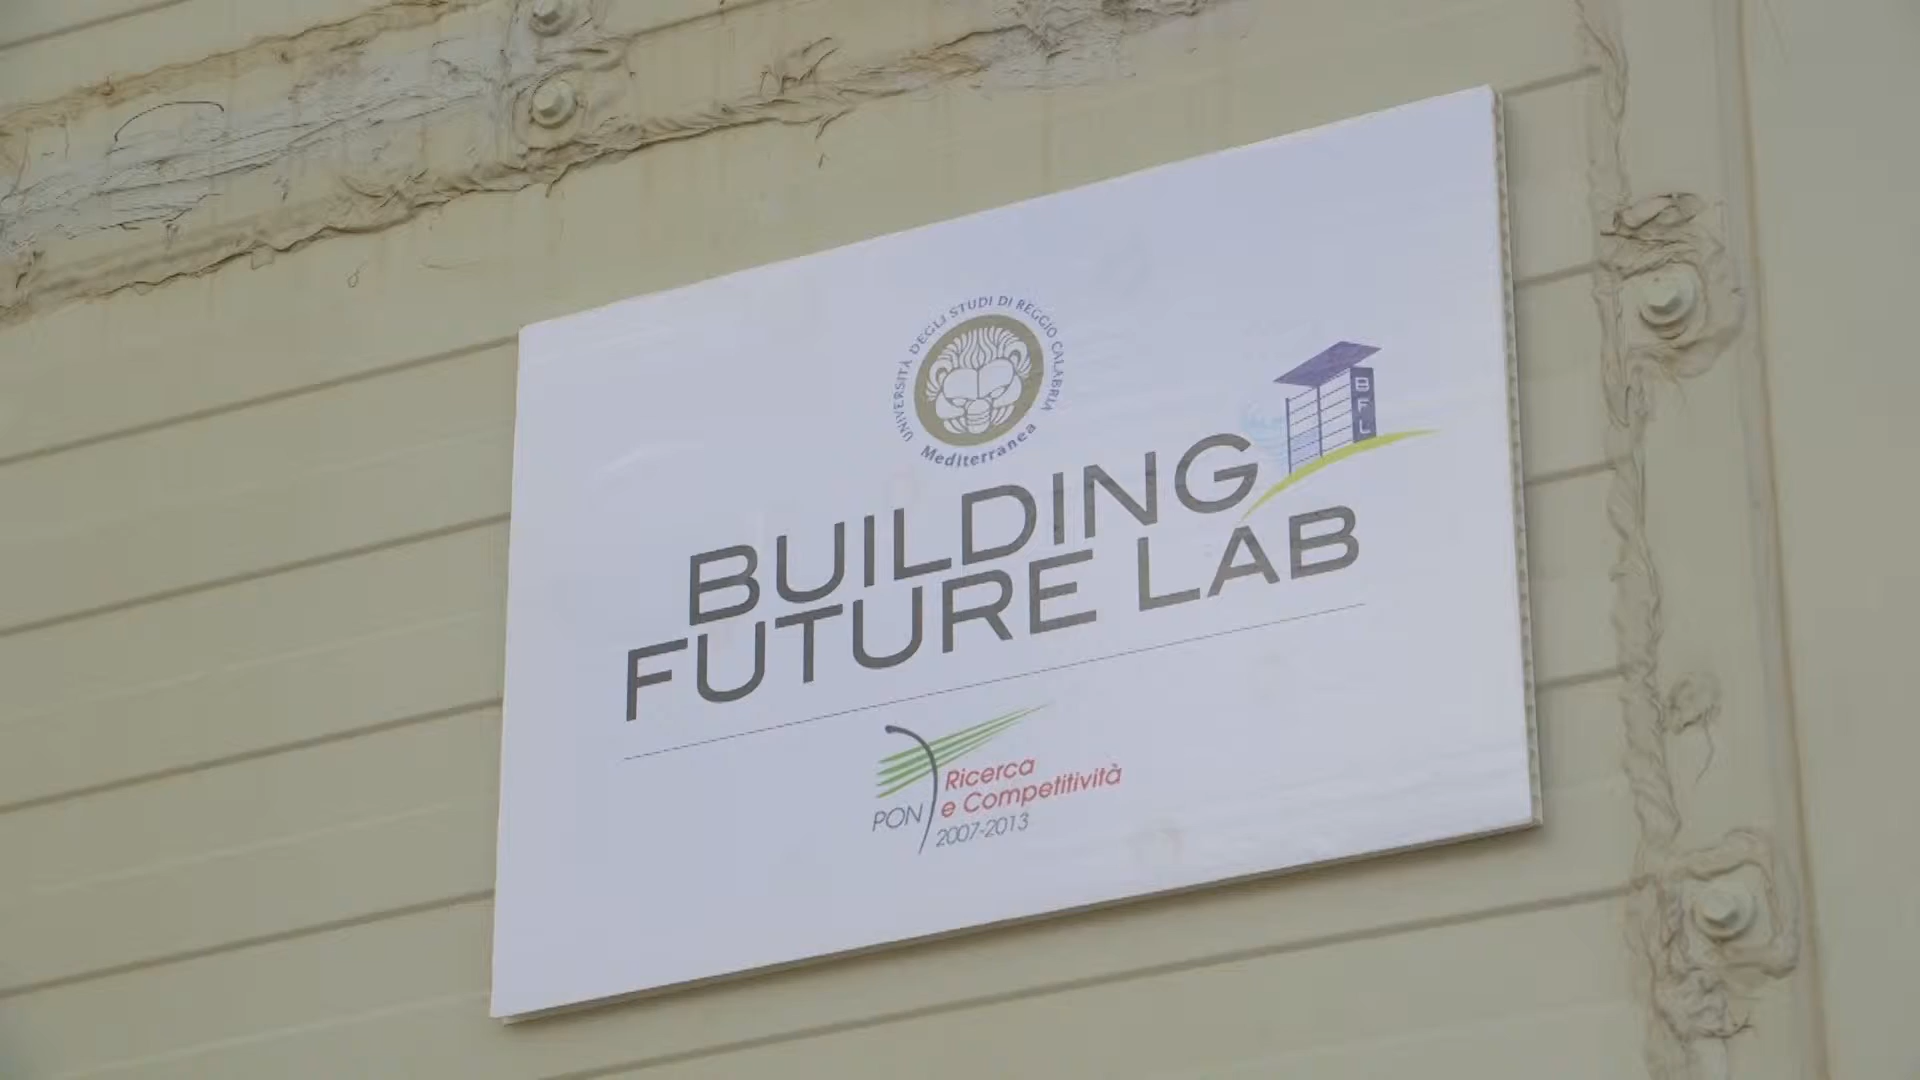 UNIVERSITÀ DEGLI STUDI DI REGGIO CALABRIA
Mediterranea
BFL
BUILDING
FUTURE LAB
PON Ricerca
e Competitività
2007-2013